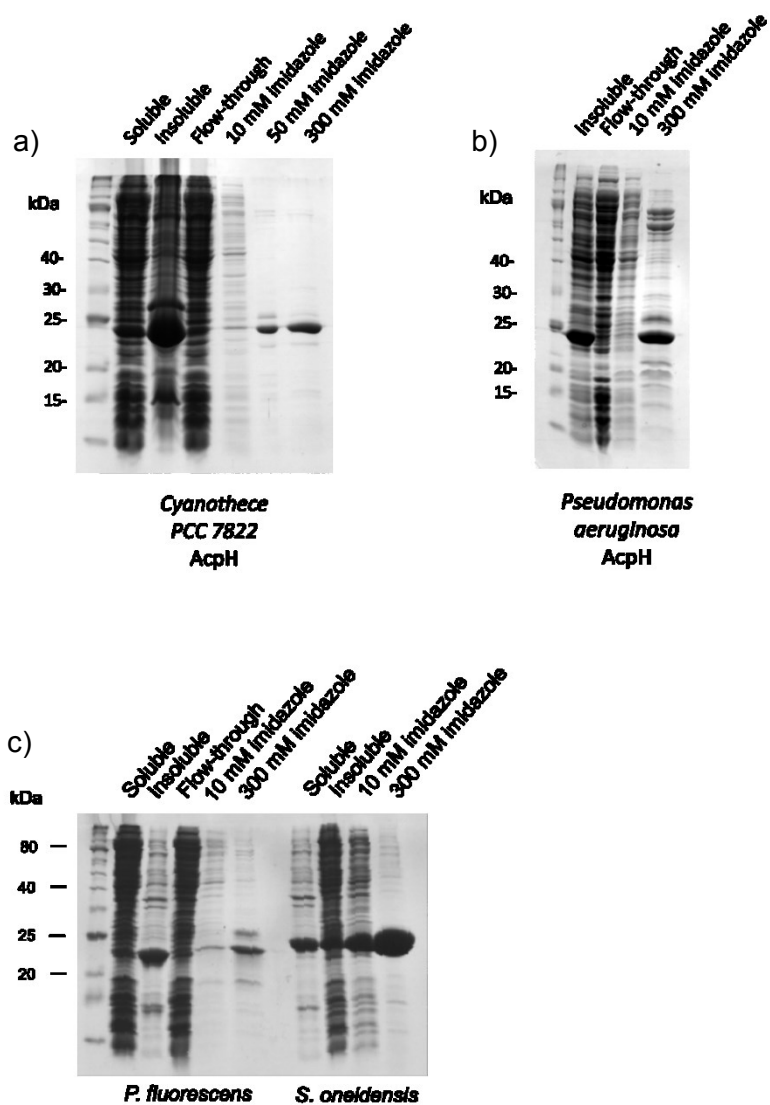 a)
Soluble
Insoluble
Flow-through
10 mM imidazole
50 mM imidazole
300 mM imidazole
kDa
40-
30-
25-
20-
15-
Cyanothece
PCC 7822
AcpH
b)
Insoluble
Flow-through
10 mM imidazole
300 mM imidazole
kDa
40-
30-
25-
20-
15-
Pseudomonas
aeruginosa
AcpH
c)
Soluble
Insoluble
Flow-through
10 mM imidazole
300 mM imidazole
Soluble
Insoluble
10 mM imidazole
300 mM imidazole
kDa
80 —
40 —
25 —
20 —
P. fluorescens
S. oneidensis